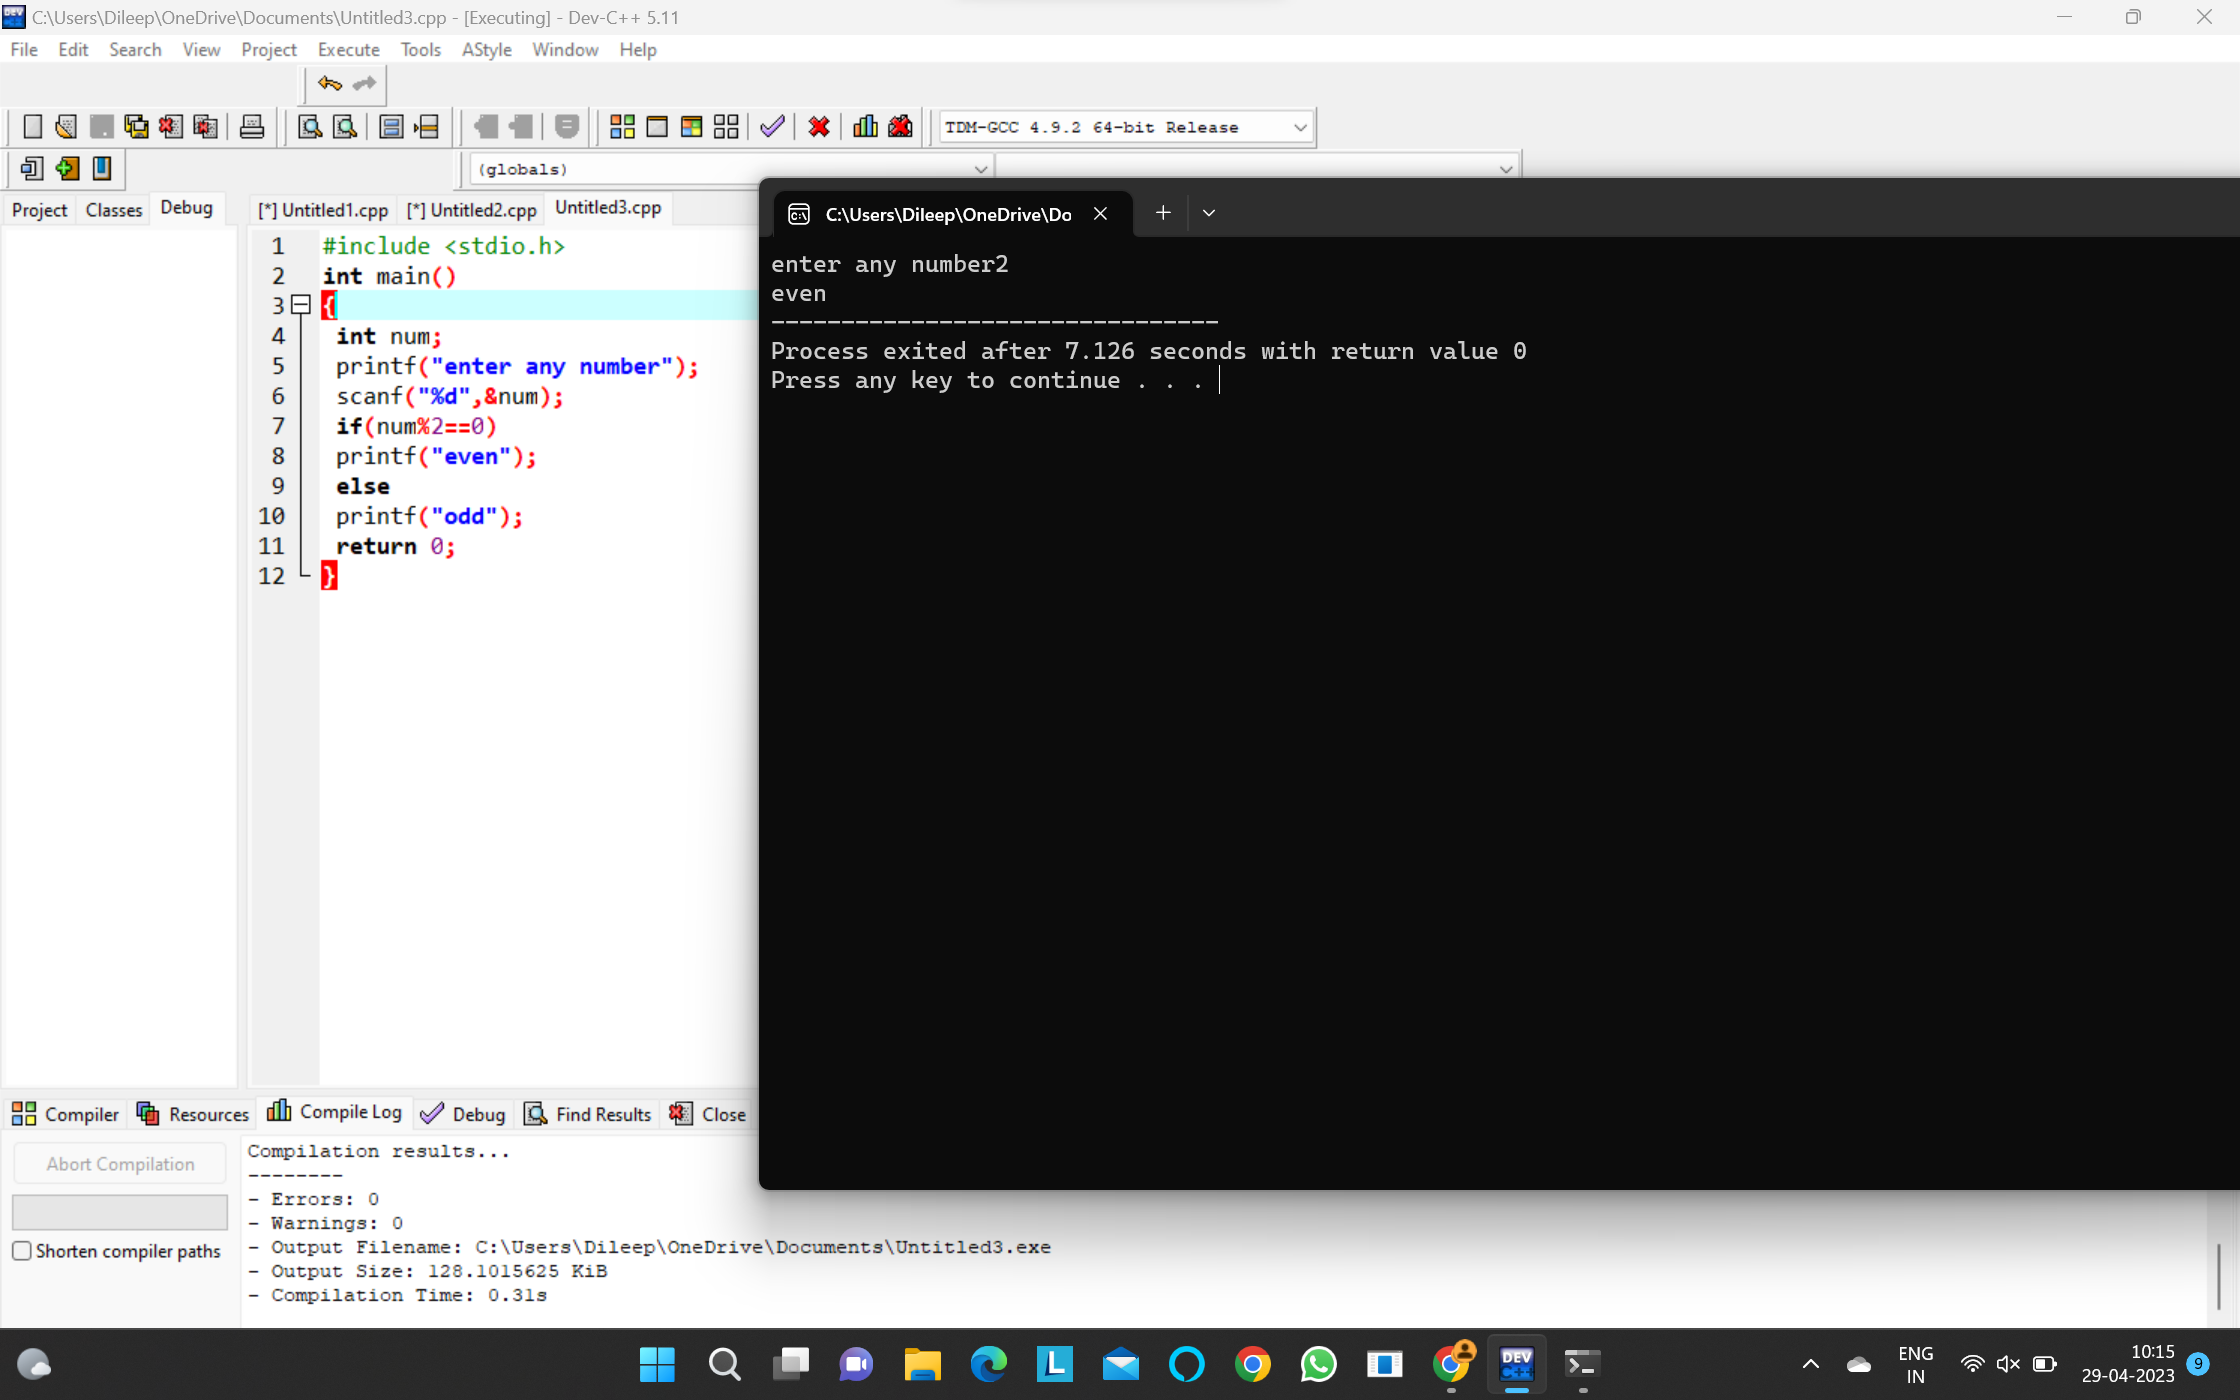 C:\Users\Dileep\OneDrive\Documents\Untitled3.cpp - [Executing] - Dev-C++ 5.11
File Edit Search View Project Execute Tools AStyle Window Help
TDM-GCC 4.9.2 64-bit Release
(globals)
Project Classes Debug
[*] Untitled1.cpp [*] Untitled2.cpp Untitled3.cpp
1 #include <stdio.h>
2 int main()
3 {
4 int num;
5 printf("enter any number");
6 scanf("%d",&num);
7 if(num%2==0)
8 printf("even");
9 else
10 printf("odd");
11 return 0;
12 }
C:\Users\Dileep\OneDrive\Do
enter any number2
even
--------------------------------
Process exited after 7.126 seconds with return value 0
Press any key to continue . . .
Compiler Resources Compile Log Debug Find Results Close
Abort Compilation
Shorten compiler paths
Compilation results...
--------
- Errors: 0
- Warnings: 0
- Output Filename: C:\Users\Dileep\OneDrive\Documents\Untitled3.exe
- Output Size: 128.1015625 KiB
- Compilation Time: 0.31s
L
DEV
C++
ENG
IN
10:15
29-04-2023
9